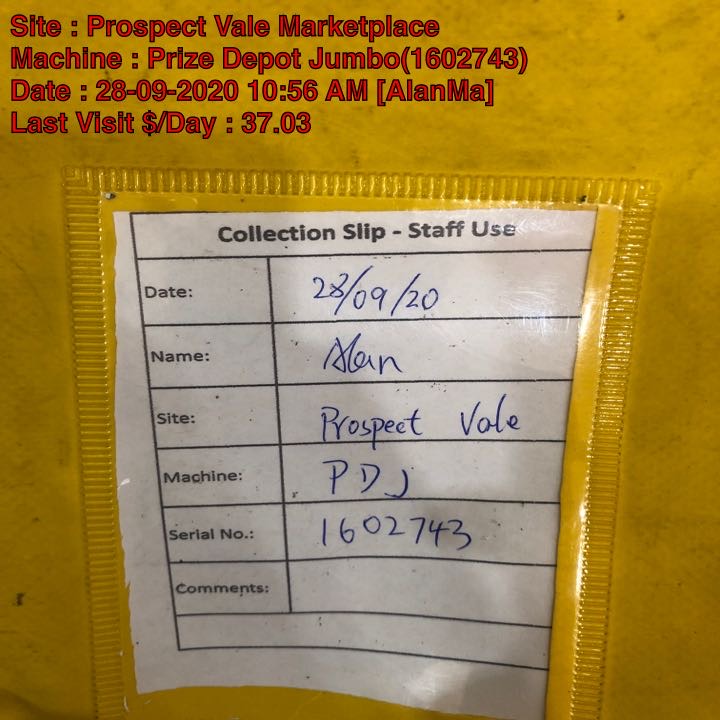 Site : Prospect Vale Marketplace
Machine : Prize Depot Jumbo(1602743)
Date : 28-09-2020 10:56 AM [AlanMa]
Last Visit $/Day : 37.03
Collection Slip - Staff Use
Date: 28/09/20
Name: Alan
Site: Prospect Vale
Machine: PDJ
Serial No.: 1602743
Comments: